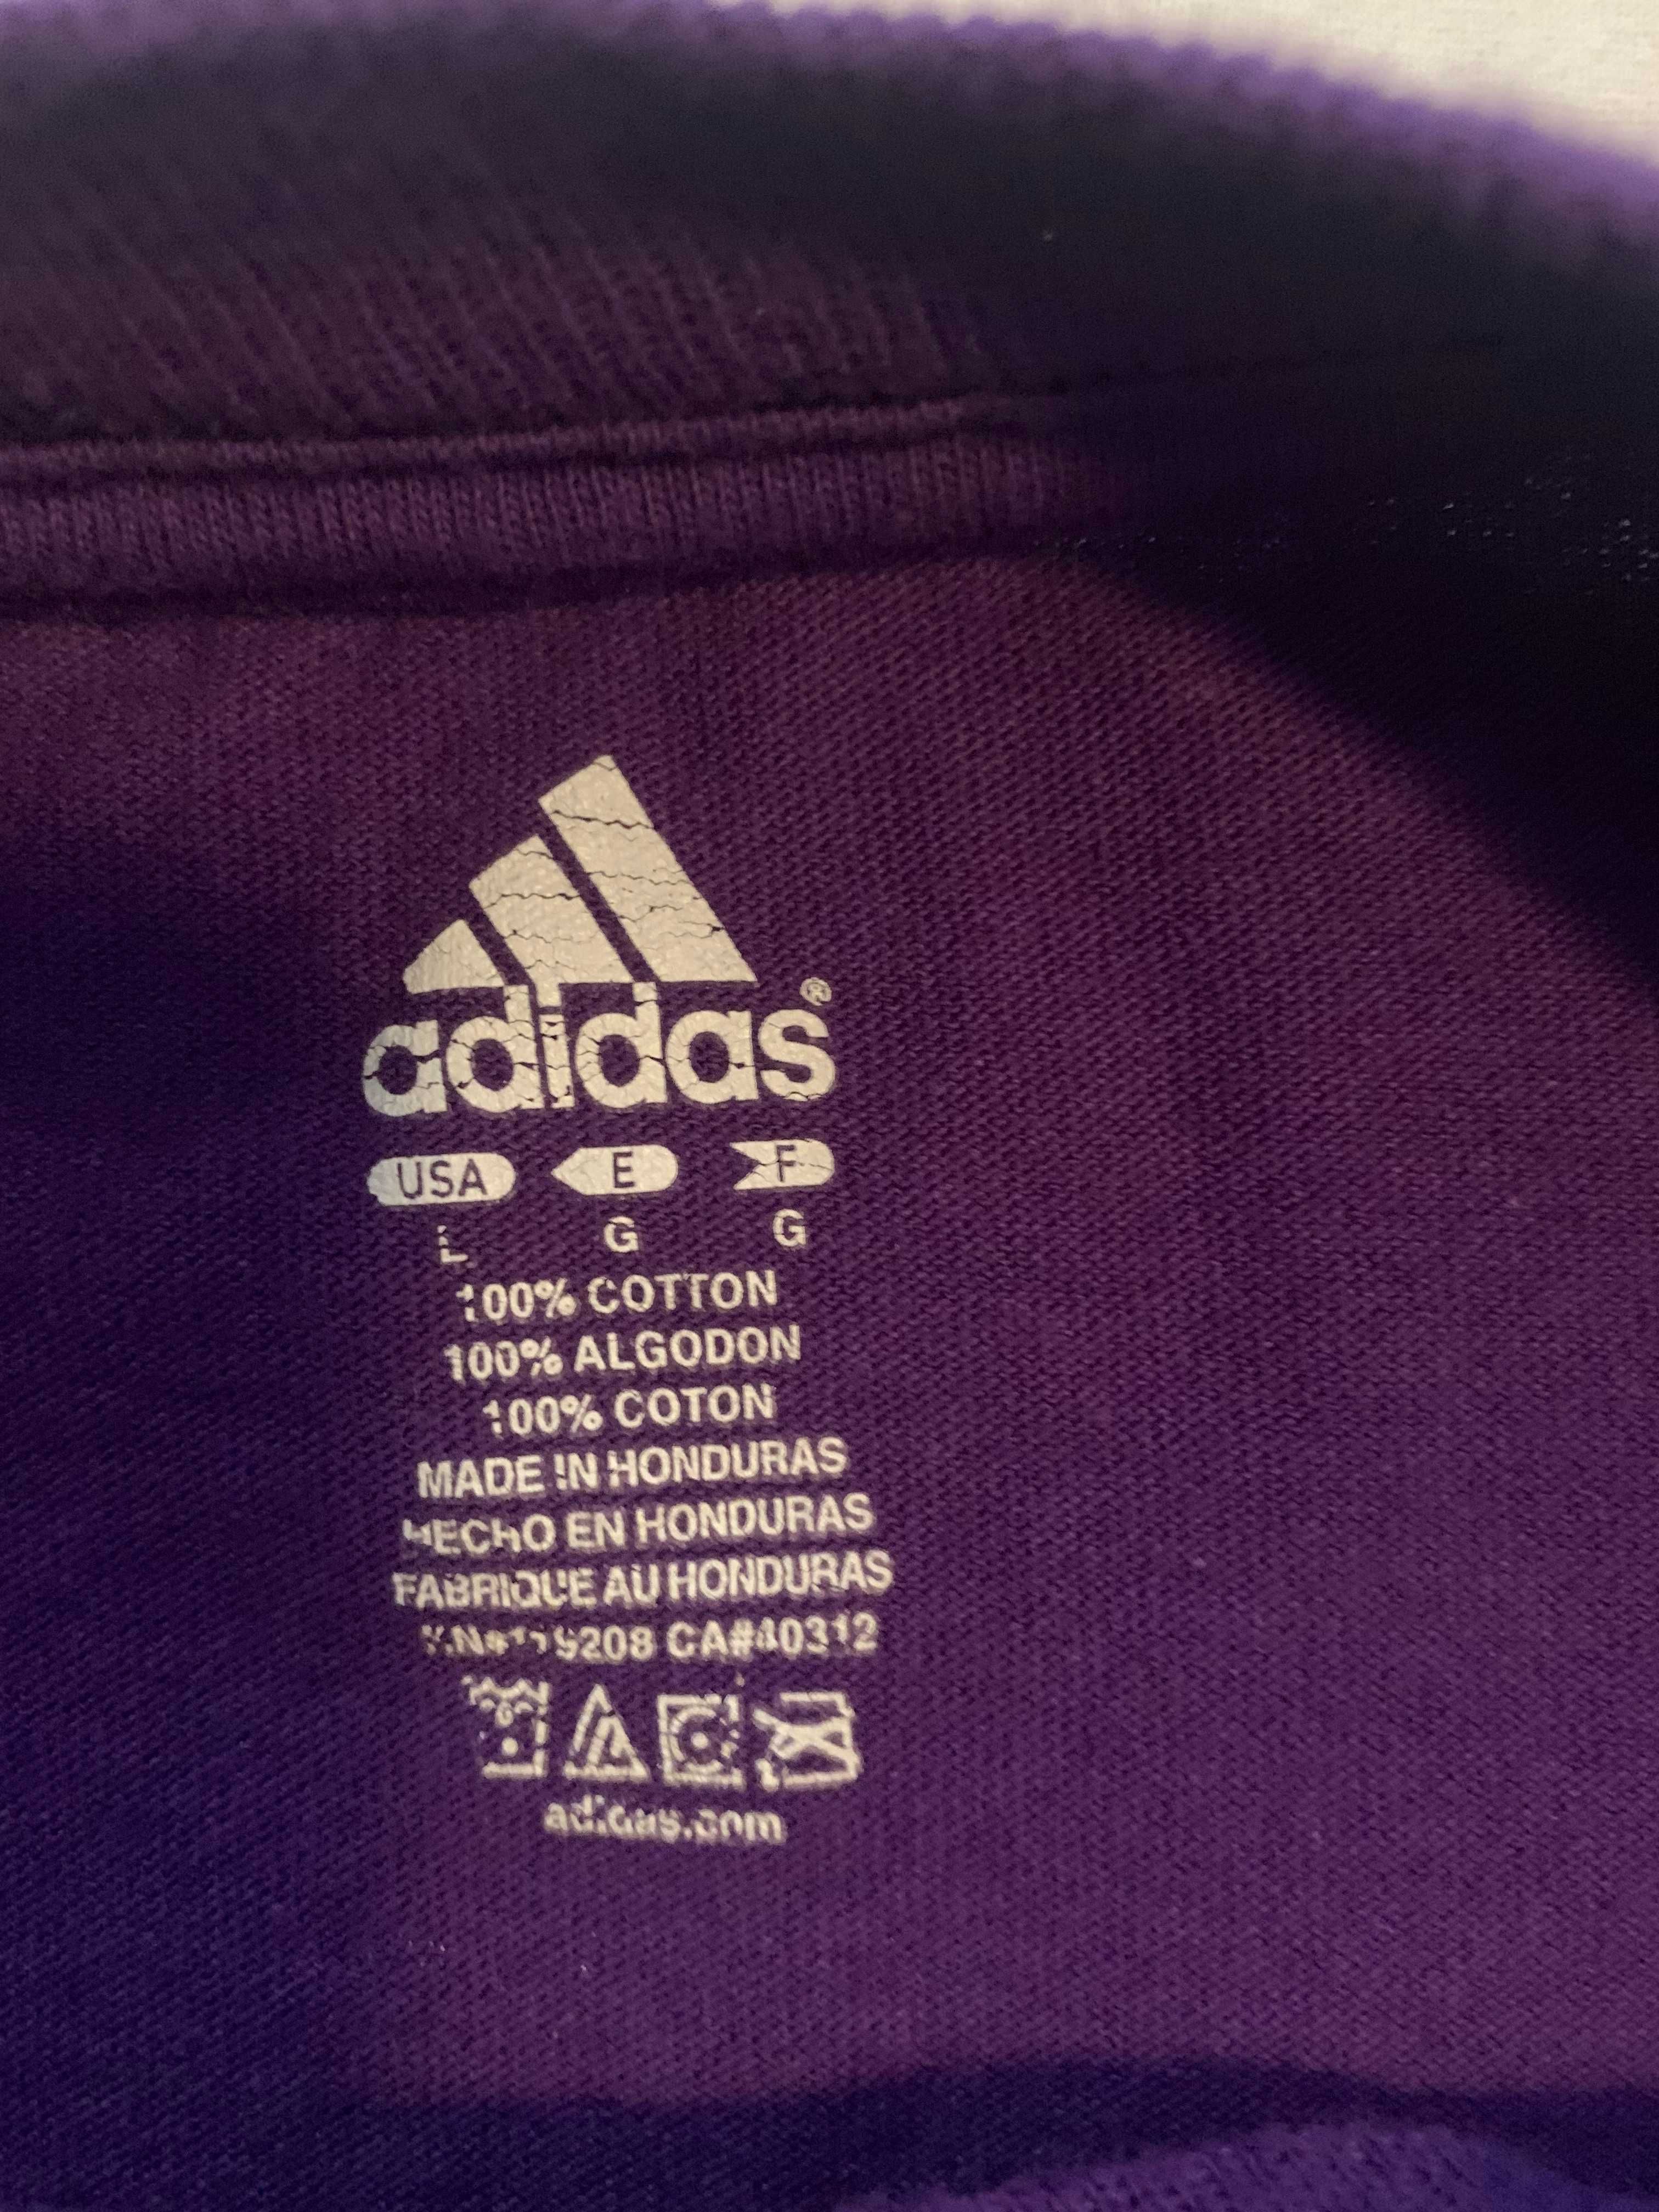 adidas®
USA E F
L G G
100% COTTON
100% ALGODON
100% COTON
MADE IN HONDURAS
HECHO EN HONDURAS
FABRIQUE AU HONDURAS
CA#40312
adidas.com